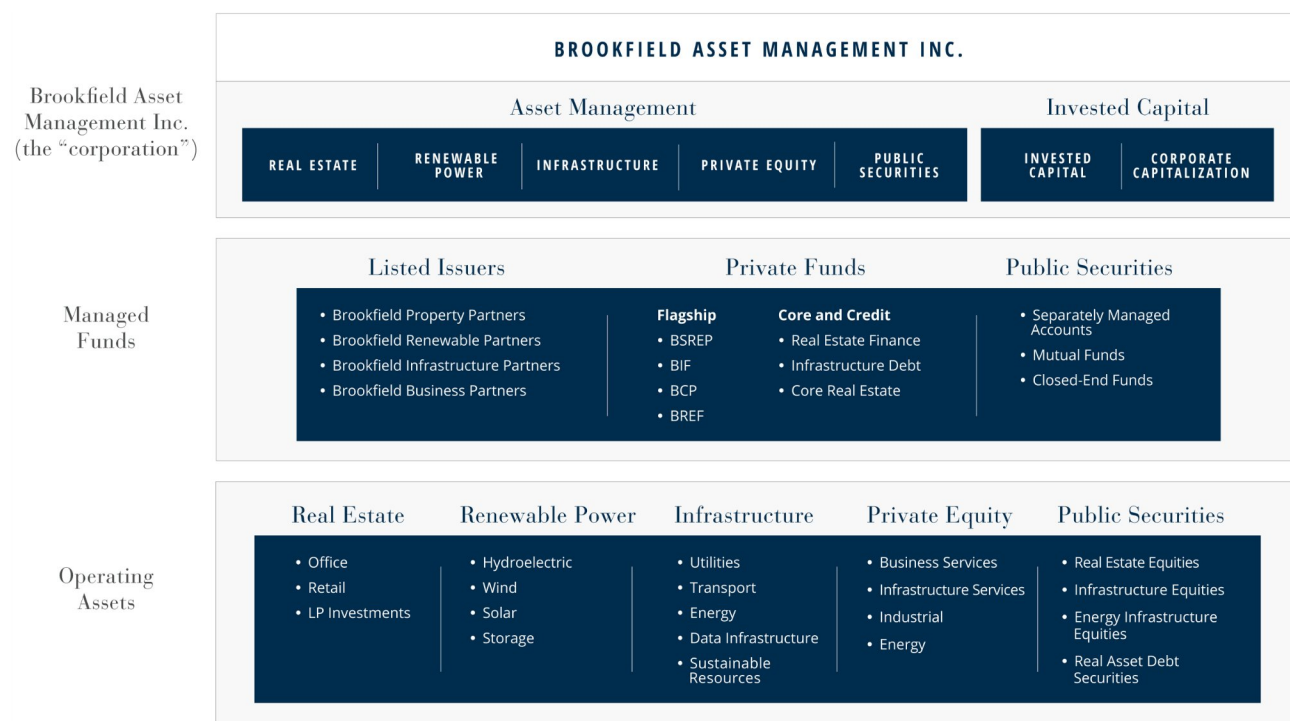 BROOKFIELD ASSET MANAGEMENT INC.
Brookfield Asset
Management Inc.
(the “corporation”)
Asset Management
REAL ESTATE
RENEWABLE
POWER
INFRASTRUCTURE
PRIVATE EQUITY
PUBLIC
SECURITIES
Invested Capital
INVESTED
CAPITAL
CORPORATE
CAPITALIZATION
Managed
Funds
Listed Issuers
• Brookfield Property Partners
• Brookfield Renewable Partners
• Brookfield Infrastructure Partners
• Brookfield Business Partners
Private Funds
Flagship
• BSREP
• BIF
• BCP
• BREF
Core and Credit
• Real Estate Finance
• Infrastructure Debt
• Core Real Estate
Public Securities
• Separately Managed
Accounts
• Mutual Funds
• Closed-End Funds
Operating
Assets
Real Estate
• Office
• Retail
• LP Investments
Renewable Power
• Hydroelectric
• Wind
• Solar
• Storage
Infrastructure
• Utilities
• Transport
• Energy
• Data Infrastructure
• Sustainable
Resources
Private Equity
• Business Services
• Infrastructure Services
• Industrial
• Energy
Public Securities
• Real Estate Equities
• Infrastructure Equities
• Energy Infrastructure
Equities
• Real Asset Debt
Securities